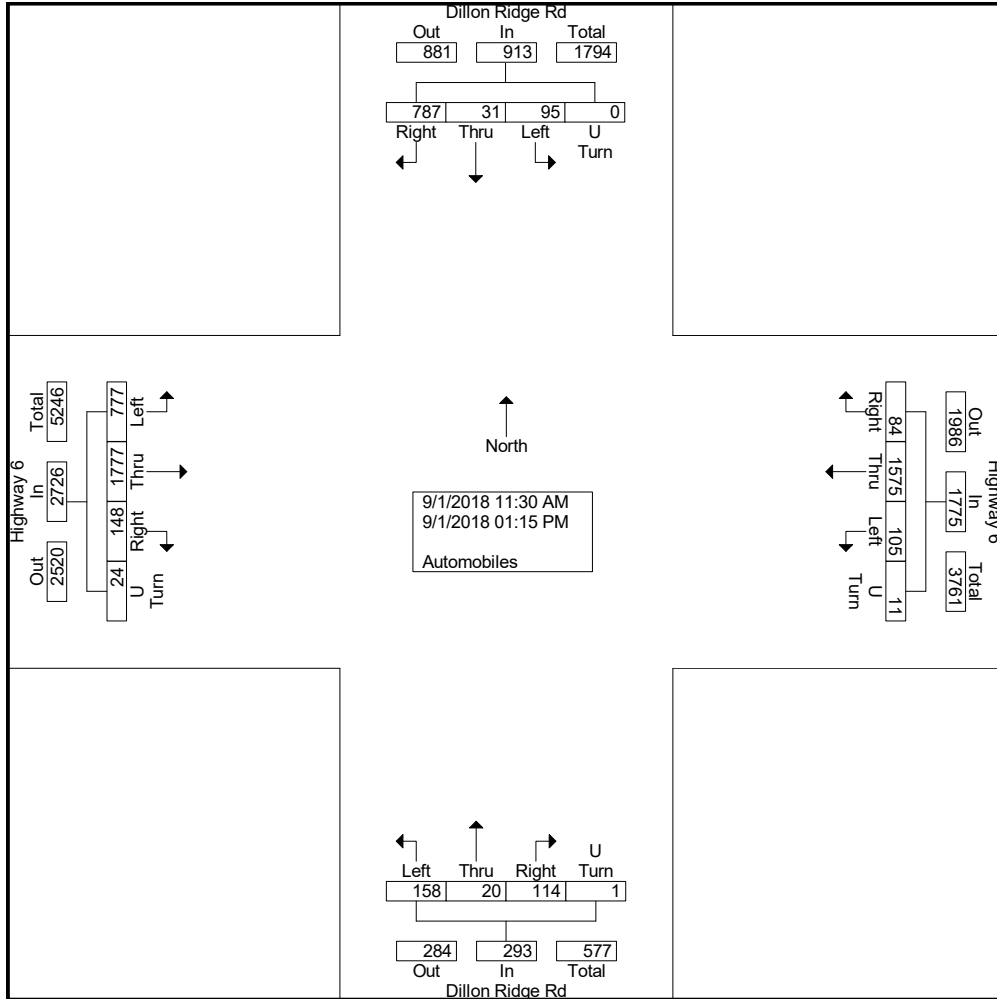 Dillon Ridge Rd
Out In Total
881 913 1794
787 31 95 0
Right Thru Left U
Turn
Highway 6
Total In Out
5246 2726 2520
777 1777 148 24
Left Thru Right U
Turn
North
9/1/2018 11:30 AM
9/1/2018 01:15 PM
Automobiles
Highway 6
Out In Total
1986 1775 3761
84 1575 105 11
Right Thru Left U
Turn
U
Left Thru Right Turn
158 20 114 1
284 293 577
Out In Total
Dillon Ridge Rd